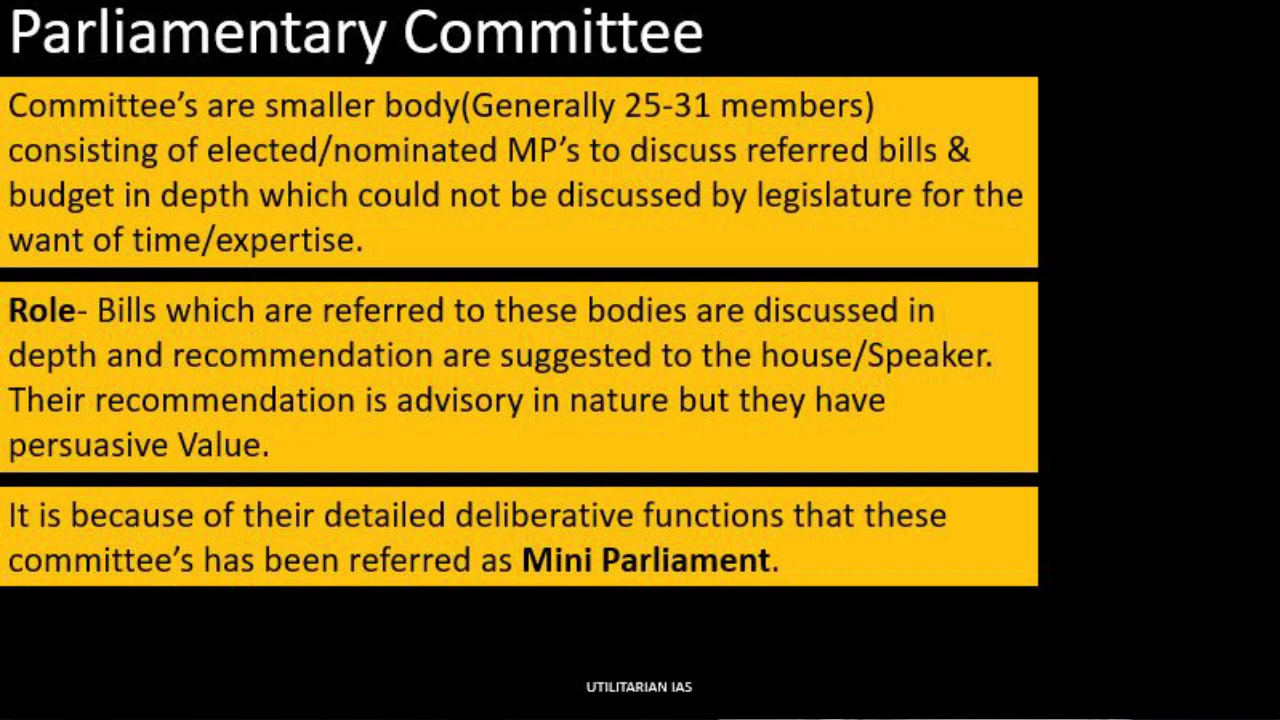 Parliamentary Committee
Committee’s are smaller body(Generally 25-31 members)
consisting of elected/nominated MP’s to discuss referred bills &
budget in depth which could not be discussed by legislature for the
want of time/expertise.
Role- Bills which are referred to these bodies are discussed in
depth and recommendation are suggested to the house/Speaker.
Their recommendation is advisory in nature but they have
persuasive Value.
It is because of their detailed deliberative functions that these
committee’s has been referred as Mini Parliament.
UTILITARIAN IAS